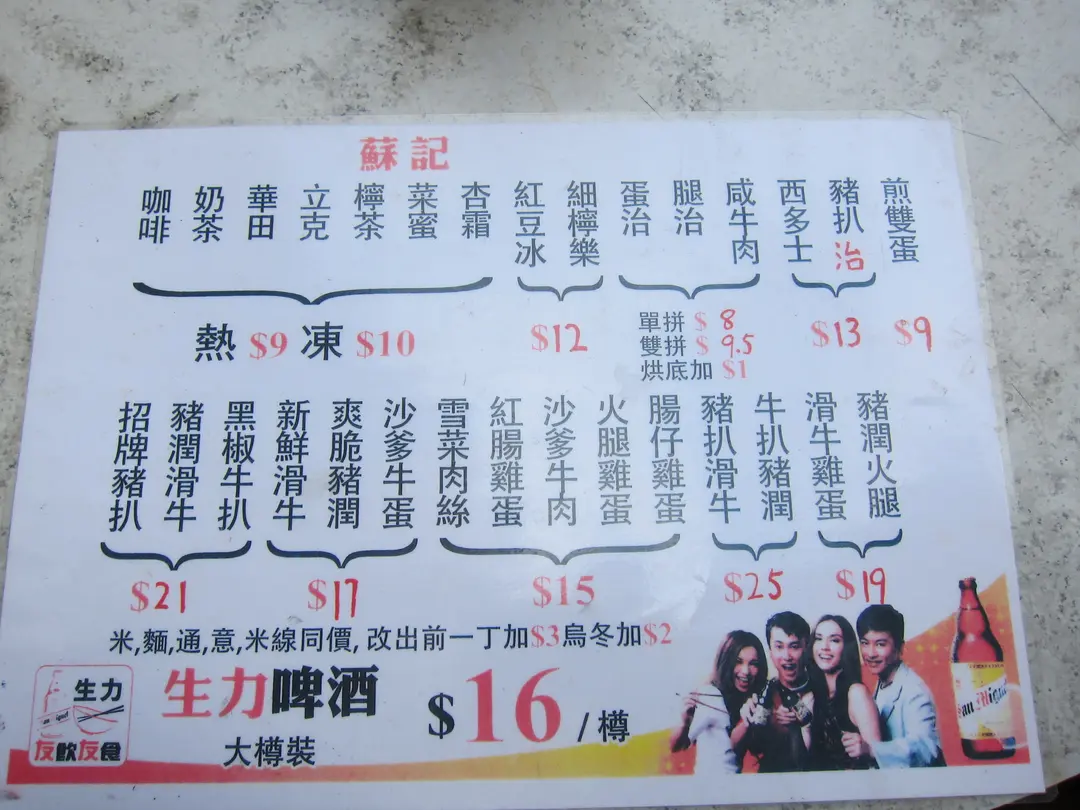 蘇記
咖啡
奶茶
華田
立克
檸茶
菜蜜
杏霜
紅豆冰
細檸樂
蛋治
腿治
咸牛肉
西多士
豬扒治
煎雙蛋
熱 $9 凍 $10
$12
單拼 $8
雙拼 $9.5
烘底加 $1
$13
$9
招牌豬扒
豬潤滑牛
黑椒牛扒
新鮮滑牛
爽脆豬潤
沙爹牛蛋
雪菜肉絲
紅腸雞蛋
沙爹牛肉
火腿雞蛋
腸仔雞蛋
豬扒滑牛
牛扒豬潤
滑牛雞蛋
豬潤火腿
$21
$17
$15
$25
$19
米,麵,通,意,米線同價, 改出前一丁加$3烏冬加$2
生力
友飲友食
生力啤酒
大樽裝
$16/樽
San Miguel